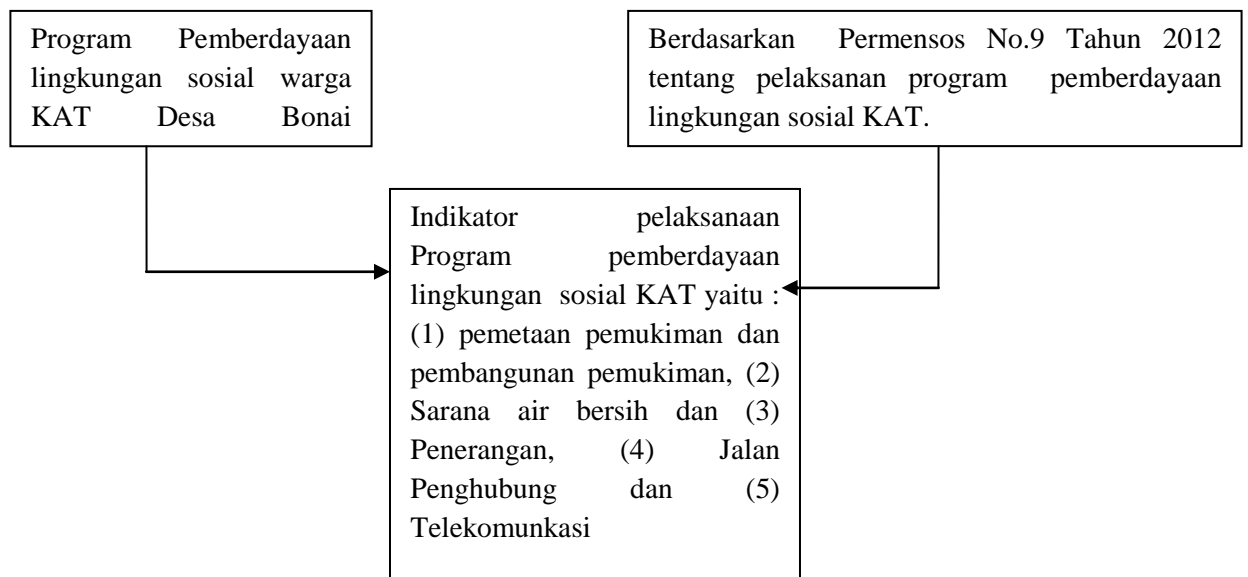 Program Pemberdayaan
lingkungan sosial warga
KAT Desa Bonai
Berdasarkan Permensos No.9 Tahun 2012
tentang pelaksanan program pemberdayaan
lingkungan sosial KAT.
Indikator pelaksanaan
Program pemberdayaan
lingkungan sosial KAT yaitu :
(1) pemetaan pemukiman dan
pembangunan pemukiman, (2)
Sarana air bersih dan (3)
Penerangan, (4) Jalan
Penghubung dan (5)
Telekomunkasi